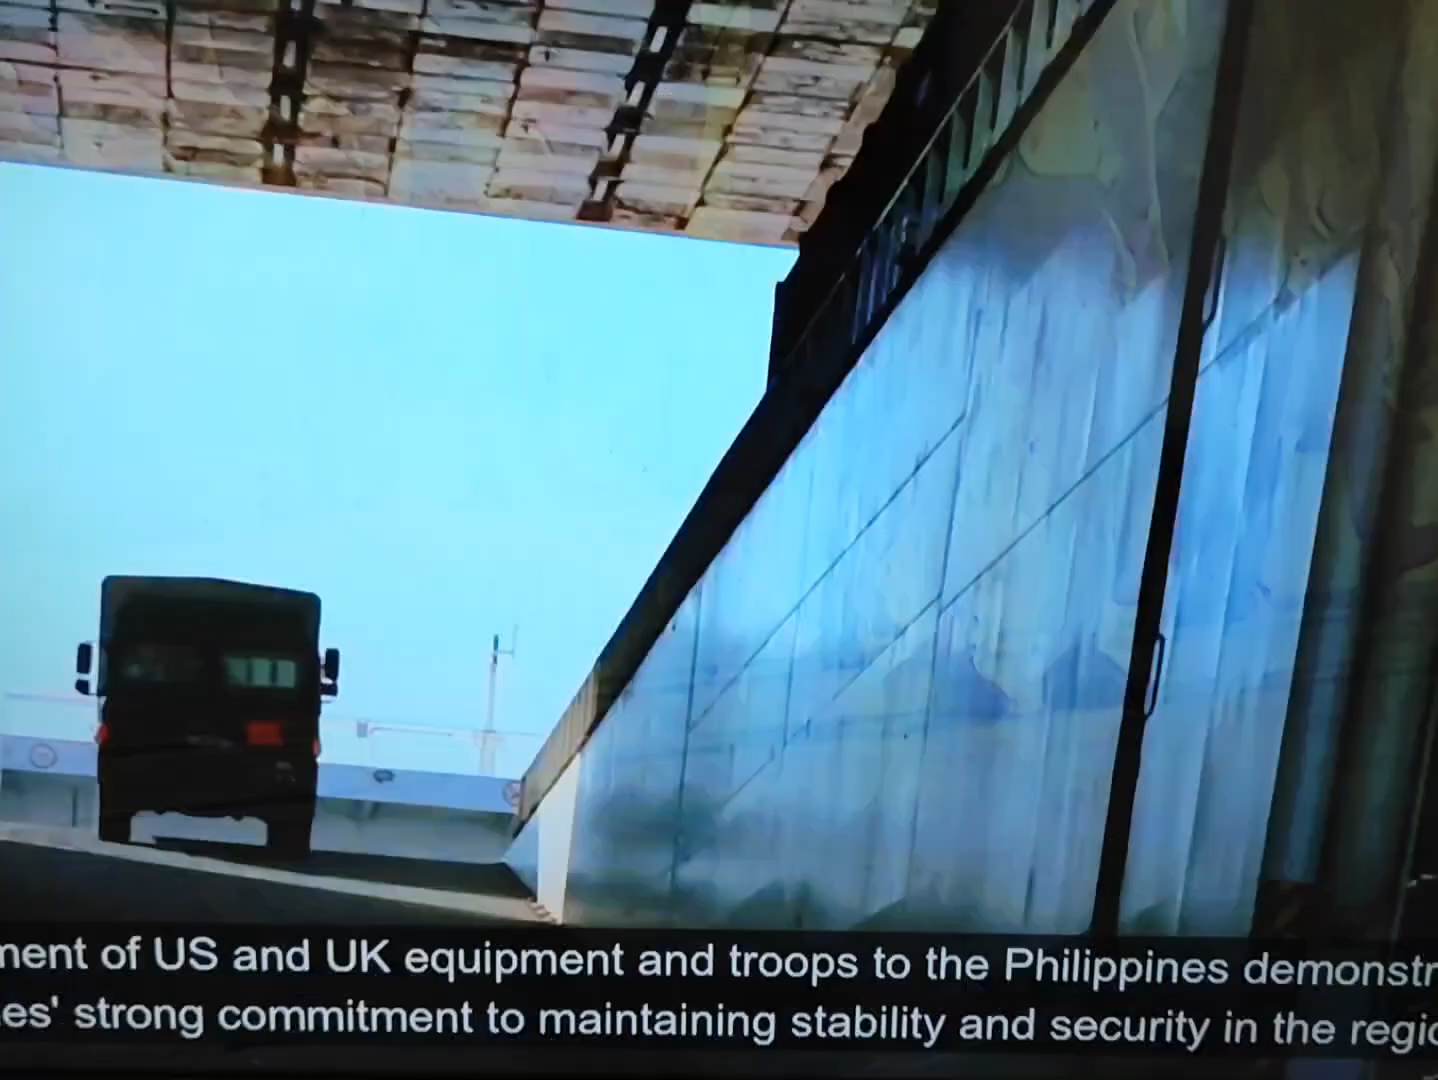 ment of US and UK equipment and troops to the Philippines demonstr
es' strong commitment to maintaining stability and security in the regio